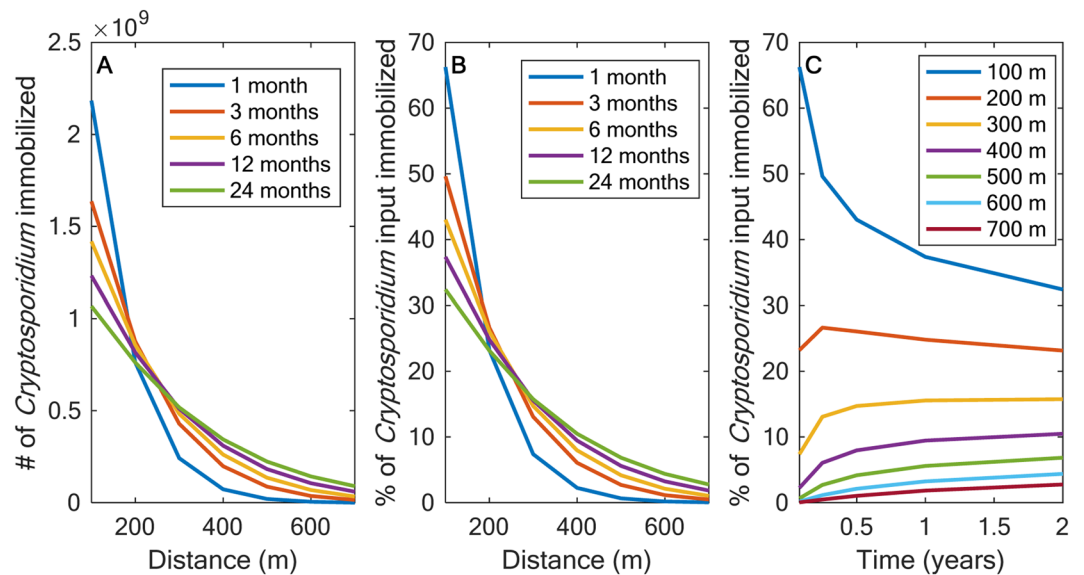 ×10⁹
2.5
2
1.5
1
0.5
0
# of Cryptosporidium immobilized
A
1 month
3 months
6 months
12 months
24 months
200 400 600
Distance (m)
70
60
50
40
30
20
10
0
% of Cryptosporidium input immobilized
B
1 month
3 months
6 months
12 months
24 months
200 400 600
Distance (m)
70
60
50
40
30
20
10
0
% of Cryptosporidium input immobilized
C
100 m
200 m
300 m
400 m
500 m
600 m
700 m
0.5 1 1.5 2
Time (years)